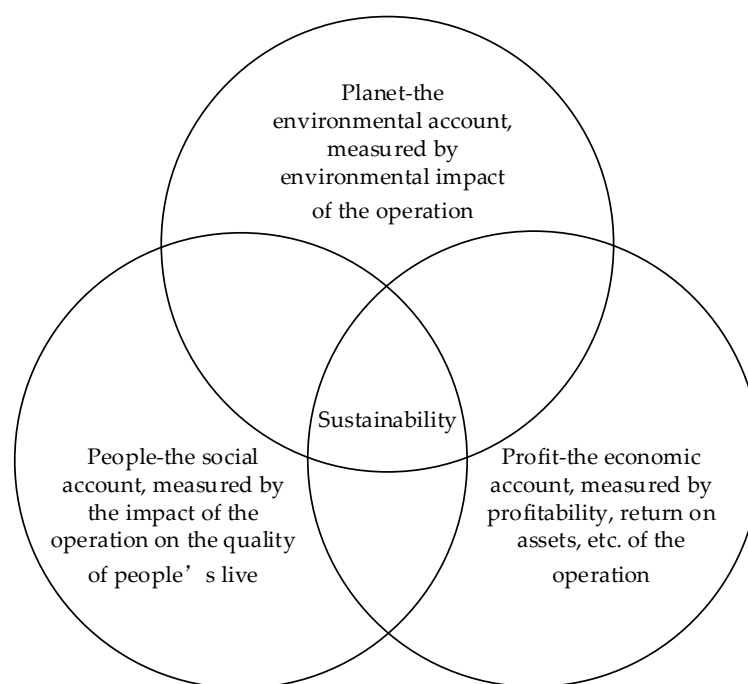 Planet-the
environmental account,
measured by
environmental impact
of the operation
Sustainability
People-the social
account, measured by
the impact of the
operation on the quality
of people’s live
Profit-the economic
account, measured by
profitability, return on
assets, etc. of the
operation